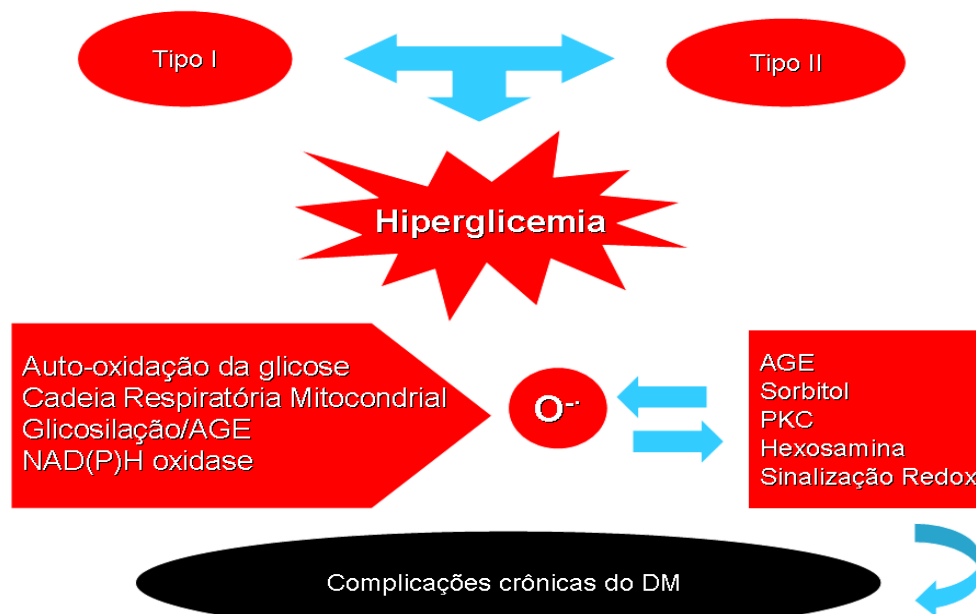 Tipo I
Tipo II
Hiperglicemia
Auto-oxidação da glicose
Cadeia Respiratória Mitocondrial
Glicosilação/AGE
NAD(P)H oxidase
O⁻·
AGE
Sorbitol
PKC
Hexosamina
Sinalização Redox
Complicações crônicas do DM